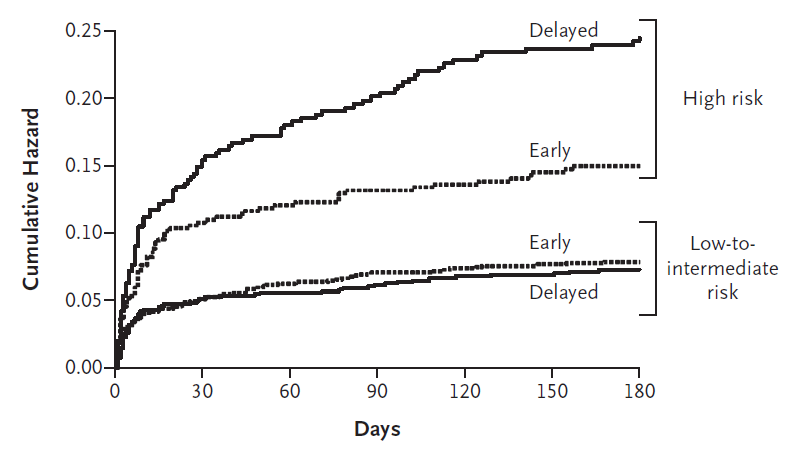 Cumulative Hazard
0.25
0.20
0.15
0.10
0.05
0.00
0
30
60
90
120
150
180
Days
Delayed
Early
High risk
Early
Delayed
Low-to-
intermediate
risk